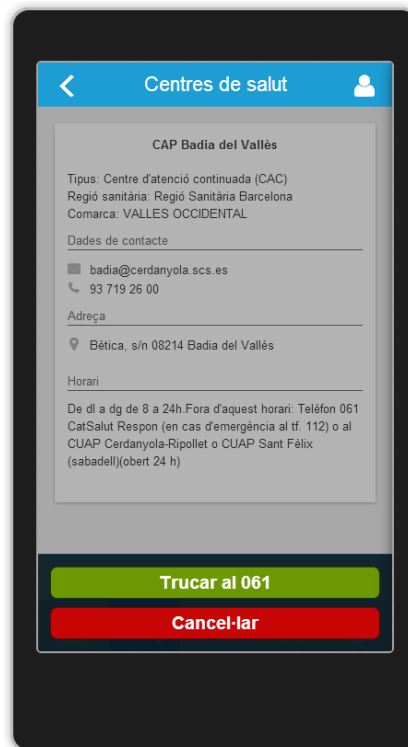 Centres de salut
CAP Badia del Vallès
Tipus: Centre d'atenció continuada (CAC)
Regió sanitària: Regió Sanitària Barcelona
Comarca: VALLES OCCIDENTAL
Dades de contacte
badia@cerdanyola.scs.es
93 719 26 00
Adreça
Bètica, s/n 08214 Badia del Vallès
Horari
De dl a dg de 8 a 24h.Fora d'aquest horari: Telèfon 061
CatSalut Respon (en cas d'emergència al tf. 112) o al
CUAP Cerdanyola-Ripollet o CUAP Sant Fèlix
(sabadell)(obert 24 h)
Trucar al 061
Cancel·lar